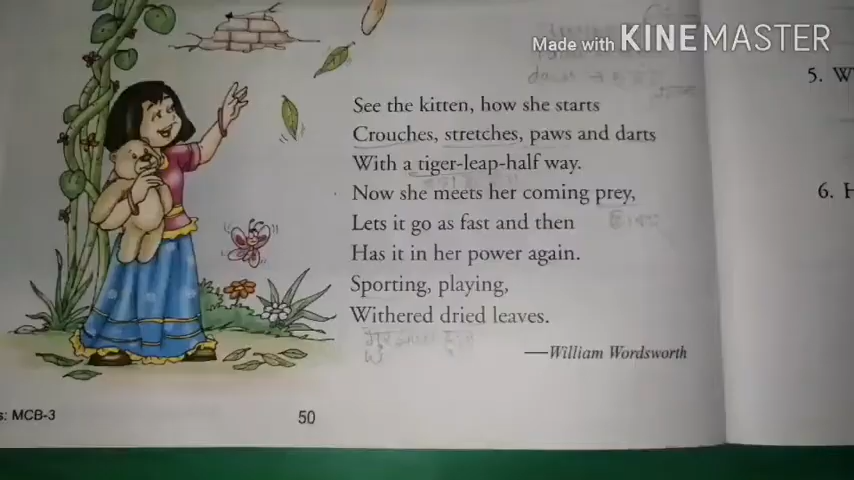 Made with KINEMASTER
5. W
See the kitten, how she starts
Crouches, stretches, paws and darts
With a tiger-leap-half way.
Now she meets her coming prey,
6. H
Lets it go as fast and then
Has it in her power again.
Sporting, playing,
Withered dried leaves.
—William Wordsworth
s: MCB-3
50